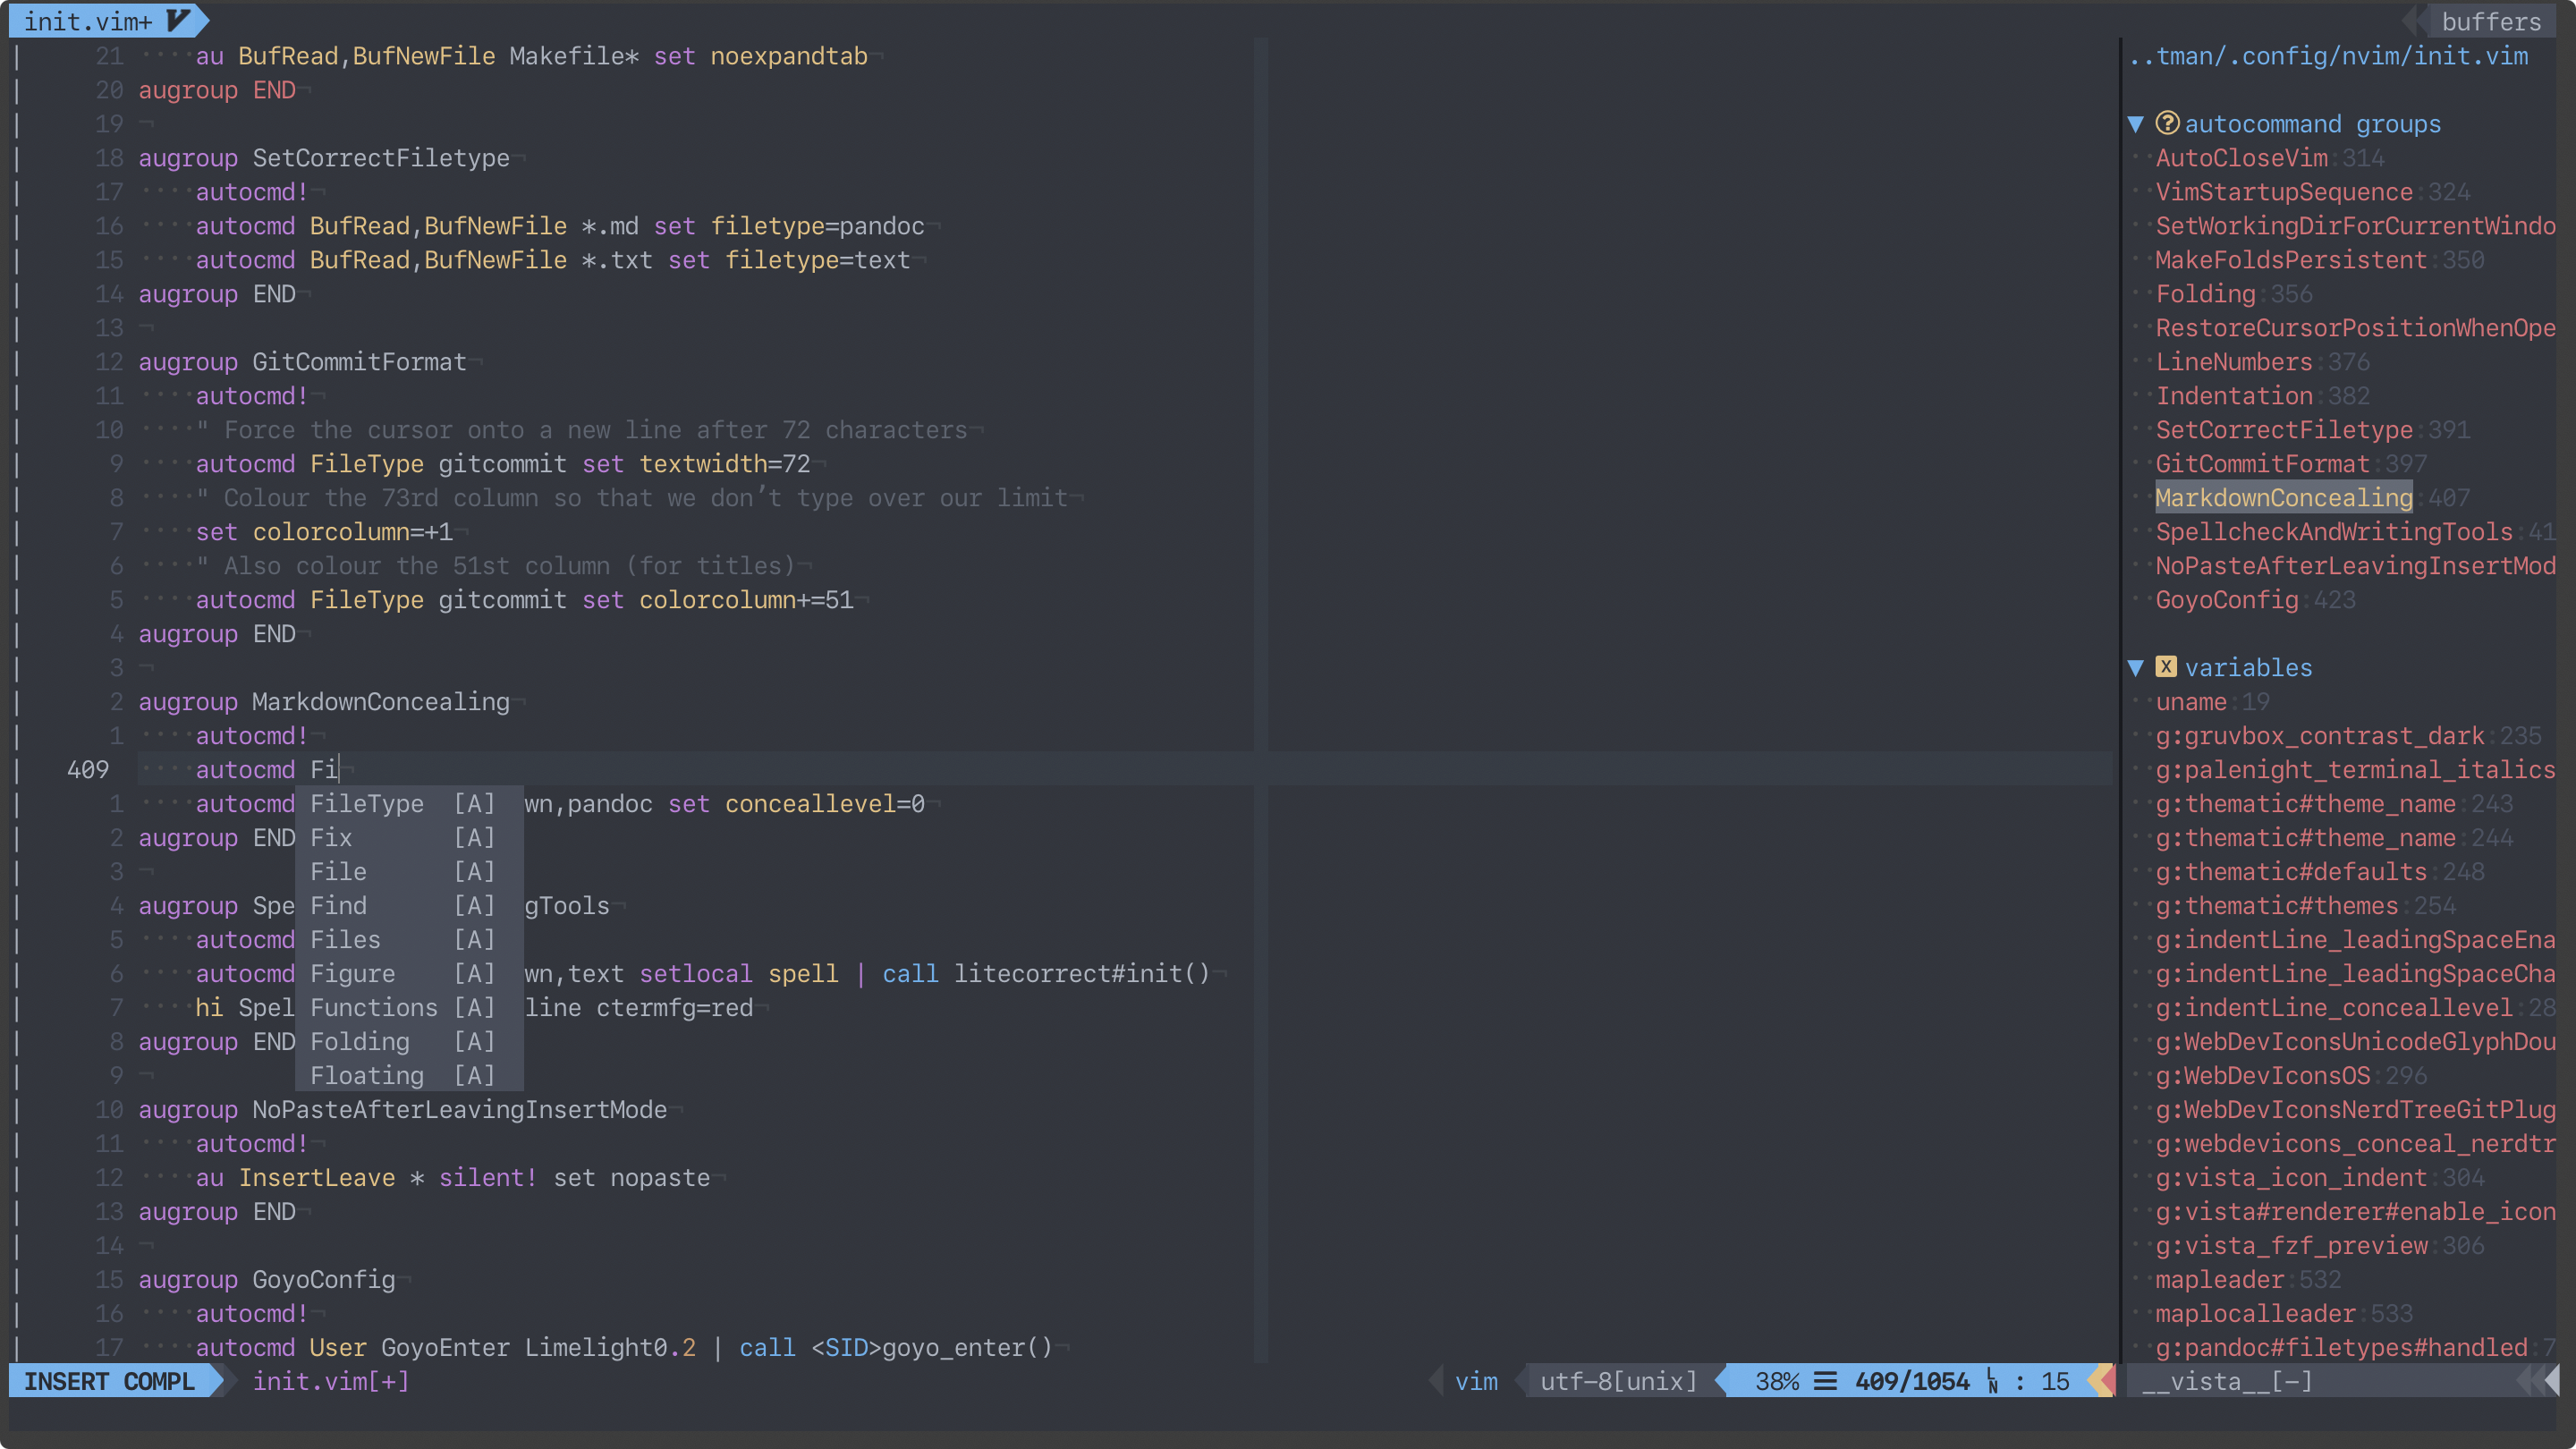 init.vim+
buffers
21 ····au BufRead,BufNewFile Makefile* set noexpandtab¬
20 augroup END¬
19 ¬
18 augroup SetCorrectFiletype¬
17 ····autocmd!¬
16 ····autocmd BufRead,BufNewFile *.md set filetype=pandoc¬
15 ····autocmd BufRead,BufNewFile *.txt set filetype=text¬
14 augroup END¬
13 ¬
12 augroup GitCommitFormat¬
11 ····autocmd!¬
10 ····" Force the cursor onto a new line after 72 characters¬
9 ····autocmd FileType gitcommit set textwidth=72¬
8 ····" Colour the 73rd column so that we don’t type over our limit¬
7 ····set colorcolumn=+1¬
6 ····" Also colour the 51st column (for titles)¬
5 ····autocmd FileType gitcommit set colorcolumn+=51¬
4 augroup END¬
3 ¬
2 augroup MarkdownConcealing¬
1 ····autocmd!¬
409 ····autocmd Fi¬
1 ····autocmd FileType [A] wn,pandoc set conceallevel=0¬
2 augroup END Fix [A]
3 ¬ File [A]
4 augroup Spe Find [A] gTools¬
5 ····autocmd Files [A]
6 ····autocmd Figure [A] wn,text setlocal spell | call litecorrect#init()¬
7 ····hi Spel Functions [A] line ctermfg=red¬
8 augroup END Folding [A]
9 ¬ Floating [A]
10 augroup NoPasteAfterLeavingInsertMode¬
11 ····autocmd!¬
12 ····au InsertLeave * silent! set nopaste¬
13 augroup END¬
14 ¬
15 augroup GoyoConfig¬
16 ····autocmd!¬
17 ····autocmd User GoyoEnter Limelight0.2 | call <SID>goyo_enter()¬
..tman/.config/nvim/init.vim
▼ autocommand groups
··AutoCloseVim:314
··VimStartupSequence:324
··SetWorkingDirForCurrentWindo
··MakeFoldsPersistent:350
··Folding:356
··RestoreCursorPositionWhenOpe
··LineNumbers:376
··Indentation:382
··SetCorrectFiletype:391
··GitCommitFormat:397
··MarkdownConcealing:407
··SpellcheckAndWritingTools:41
··NoPasteAfterLeavingInsertMod
··GoyoConfig:423
▼ X variables
··uname:19
··g:gruvbox_contrast_dark:235
··g:palenight_terminal_italics
··g:thematic#theme_name:243
··g:thematic#theme_name:244
··g:thematic#defaults:248
··g:thematic#themes:254
··g:indentLine_leadingSpaceEna
··g:indentLine_leadingSpaceCha
··g:indentLine_conceallevel:28
··g:WebDevIconsUnicodeGlyphDou
··g:WebDevIconsOS:296
··g:WebDevIconsNerdTreeGitPlug
··g:webdevicons_conceal_nerdtr
··g:vista_icon_indent:304
··g:vista#renderer#enable_icon
··g:vista_fzf_preview:306
··mapleader:532
··maplocalleader:533
··g:pandoc#filetypes#handled:7
INSERT COMPL init.vim[+] vim utf-8[unix] 38% ☰ 409/1054 LN : 15 __vista__[-]